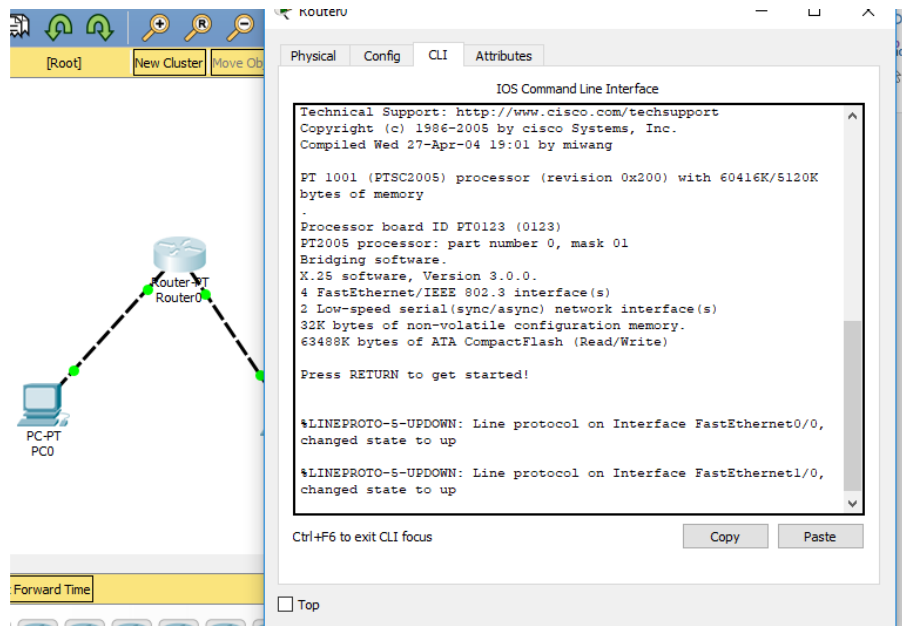 Router0
[Root]
New Cluster
Move Ob
Physical
Config
CLI
Attributes
IOS Command Line Interface
Technical Support: http://www.cisco.com/techsupport
Copyright (c) 1986-2005 by cisco Systems, Inc.
Compiled Wed 27-Apr-04 19:01 by miwang
PT 1001 (PTSC2005) processor (revision 0x200) with 60416K/5120K
bytes of memory
.
Processor board ID PT0123 (0123)
PT2005 processor: part number 0, mask 01
Bridging software.
X.25 software, Version 3.0.0.
4 FastEthernet/IEEE 802.3 interface(s)
2 Low-speed serial(sync/async) network interface(s)
32K bytes of non-volatile configuration memory.
63488K bytes of ATA CompactFlash (Read/Write)
Press RETURN to get started!
%LINEPROTO-5-UPDOWN: Line protocol on Interface FastEthernet0/0,
changed state to up
%LINEPROTO-5-UPDOWN: Line protocol on Interface FastEthernet1/0,
changed state to up
Router-PT
Router0
PC-PT
PC0
Ctrl+F6 to exit CLI focus
Copy
Paste
Forward Time
Top